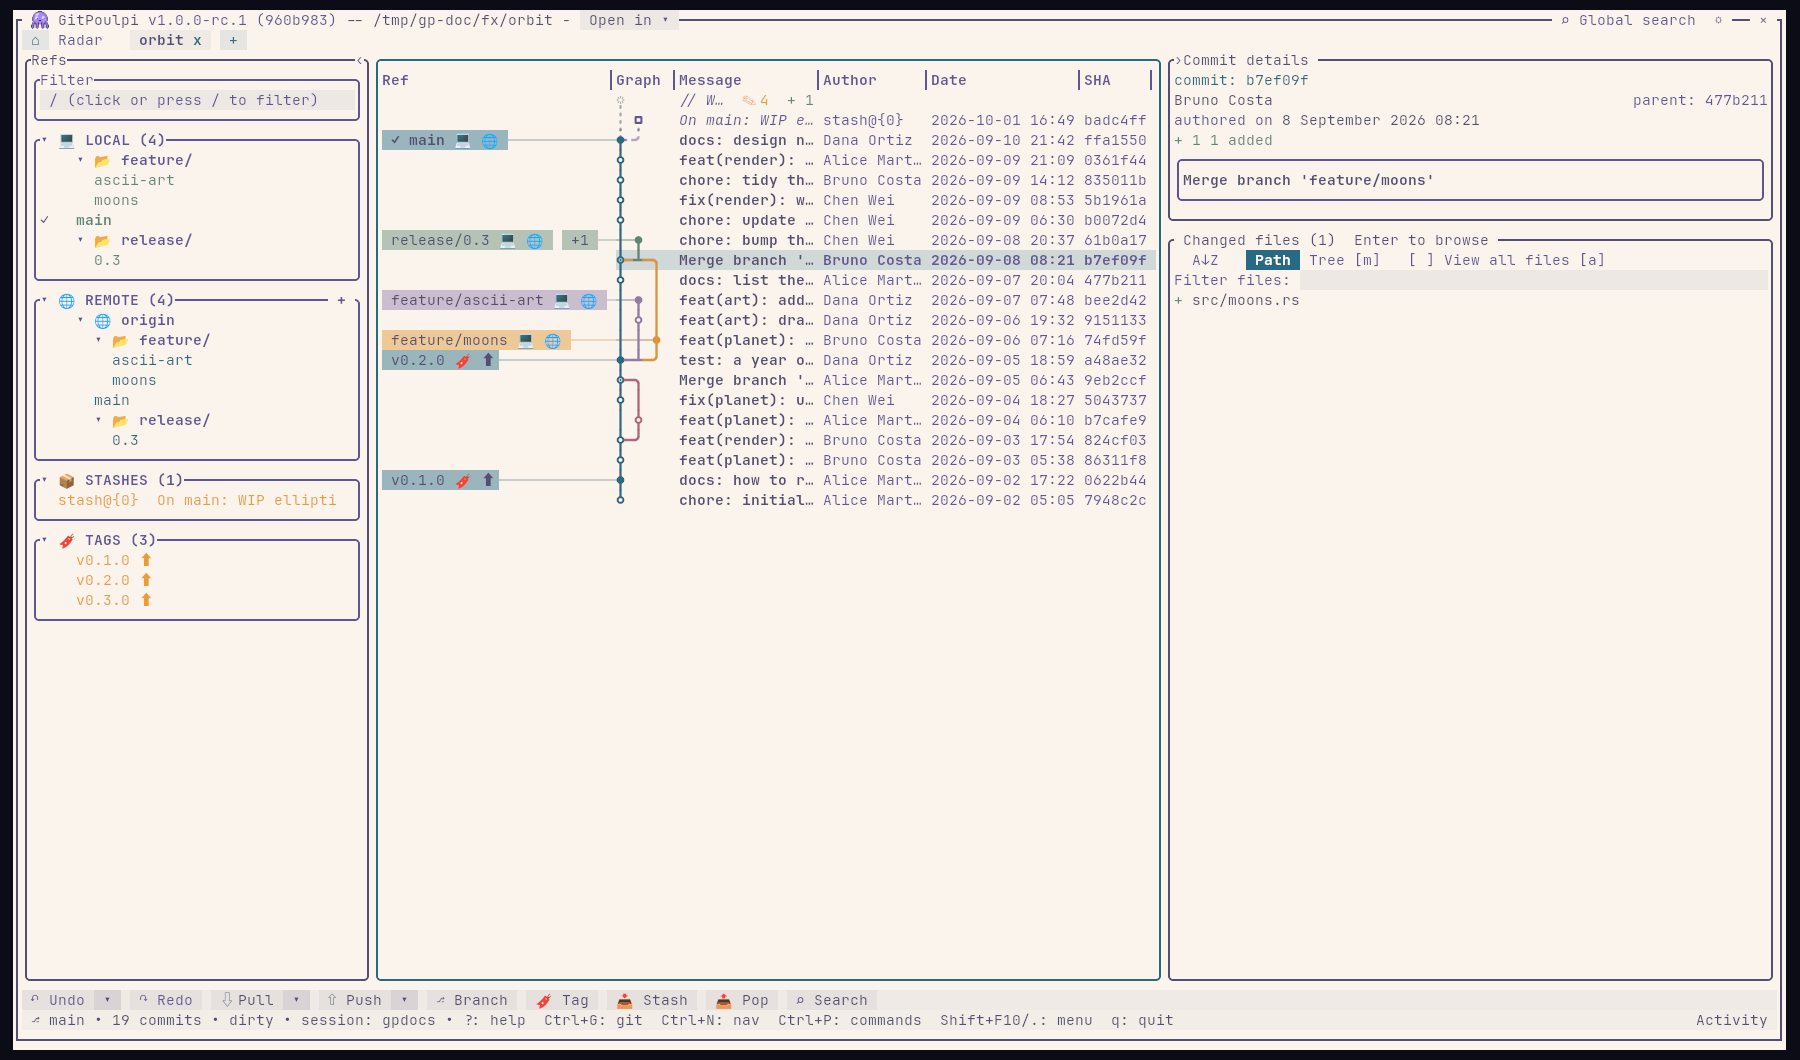 GitPoulpi v1.0.0-rc.1 (960b983) -- /tmp/gp-doc/fx/orbit - Open in ▾ ⌕ Global search ☼ — ×
⌂ Radar orbit x +
Refs ‹
Filter
/ (click or press / to filter)
▾ 💻 LOCAL (4)
▾ 📂 feature/
ascii-art
moons
✓ main
▾ 📂 release/
0.3
▾ 🌐 REMOTE (4) +
▾ 🌐 origin
▾ 📂 feature/
ascii-art
moons
main
▾ 📂 release/
0.3
▾ 📦 STASHES (1)
stash@{0} On main: WIP ellipti
▾ TAGS (3)
v0.1.0 ⬆
v0.2.0 ⬆
v0.3.0 ⬆
Ref Graph Message Author Date SHA
// W… ✎ 4 + 1
On main: WIP e… stash@{0} 2026-10-01 16:49 badc4ff
✓ main 💻 🌐 docs: design n… Dana Ortiz 2026-09-10 21:42 ffa1550
feat(render): … Alice Mart… 2026-09-09 21:09 0361f44
chore: tidy th… Bruno Costa 2026-09-09 14:12 835011b
fix(render): w… Chen Wei 2026-09-09 08:53 5b1961a
chore: update … Chen Wei 2026-09-09 06:30 b0072d4
release/0.3 💻 🌐 +1 chore: bump th… Chen Wei 2026-09-08 20:37 61b0a17
Merge branch '… Bruno Costa 2026-09-08 08:21 b7ef09f
docs: list the… Alice Mart… 2026-09-07 20:04 477b211
feature/ascii-art 💻 🌐 feat(art): add… Dana Ortiz 2026-09-07 07:48 bee2d42
feat(art): dra… Dana Ortiz 2026-09-06 19:32 9151133
feature/moons 💻 🌐 feat(planet): … Bruno Costa 2026-09-06 07:16 74fd59f
v0.2.0 ⬆ test: a year o… Dana Ortiz 2026-09-05 18:59 a48ae32
Merge branch '… Alice Mart… 2026-09-05 06:43 9eb2ccf
fix(planet): u… Chen Wei 2026-09-04 18:27 5043737
feat(planet): … Alice Mart… 2026-09-04 06:10 b7cafe9
feat(render): … Bruno Costa 2026-09-03 17:54 824cf03
feat(planet): … Bruno Costa 2026-09-03 05:38 86311f8
v0.1.0 ⬆ docs: how to r… Alice Mart… 2026-09-02 17:22 0622b44
chore: initial… Alice Mart… 2026-09-02 05:05 7948c2c
›Commit details
commit: b7ef09f
Bruno Costa parent: 477b211
authored on 8 September 2026 08:21
+ 1 1 added
Merge branch 'feature/moons'
Changed files (1) Enter to browse
A↓Z Path Tree [m] [ ] View all files [a]
Filter files:
+ src/moons.rs
↶ Undo ▾ ↷ Redo ⇩Pull ▾ ⇧ Push ▾ ⎇ Branch Tag 📥 Stash 📤 Pop ⌕ Search
⎇ main • 19 commits • dirty • session: gpdocs • ?: help Ctrl+G: git Ctrl+N: nav Ctrl+P: commands Shift+F10/.: menu q: quit Activity